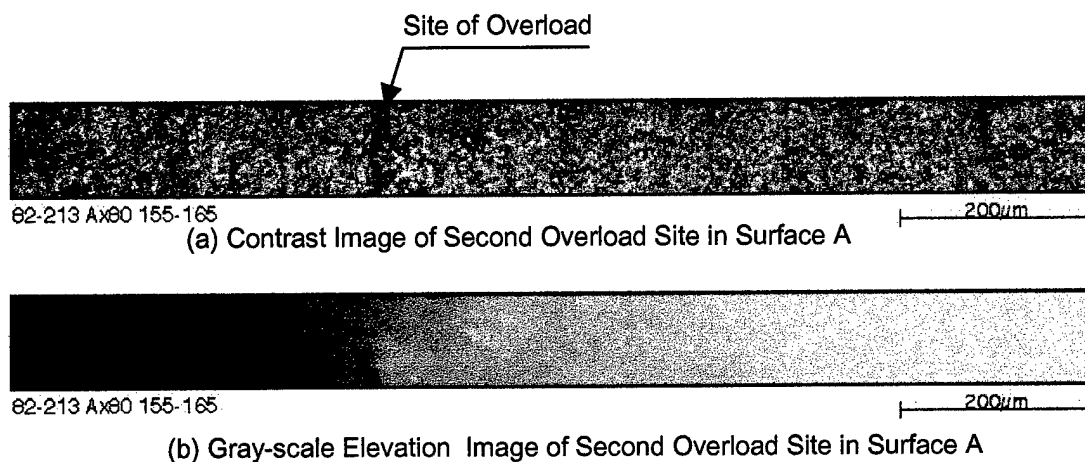 Site of Overload
82-213 Ax80 155-165
200µm
(a) Contrast Image of Second Overload Site in Surface A
82-213 Ax80 155-165
200µm
(b) Gray-scale Elevation Image of Second Overload Site in Surface A